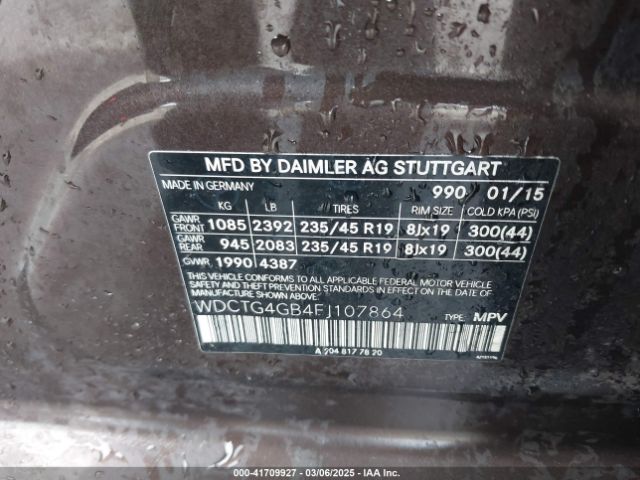 MFD BY DAIMLER AG STUTTGART
MADE IN GERMANY 990 01/15
KG LB TIRES RIM SIZE COLD KPA (PSI)
GAWR FRONT 1085 2392 235/45 R19 8Jx19 300(44)
GAWR REAR 945 2083 235/45 R19 8Jx19 300(44)
GVWR 1990 4387
THIS VEHICLE CONFORMS TO ALL APPLICABLE
FEDERAL MOTOR VEHICLE SAFETY, BUMPER,
AND THEFT PREVENTION STANDARDS IN EFFECT
ON THE DATE OF MANUFACTURE SHOWN ABOVE.
WDCTG4GB4FJ107864 TYPE: MPV
A 204 817 78 20
COPART: 000-41709927 - 03/06/2025 - IAA Inc.